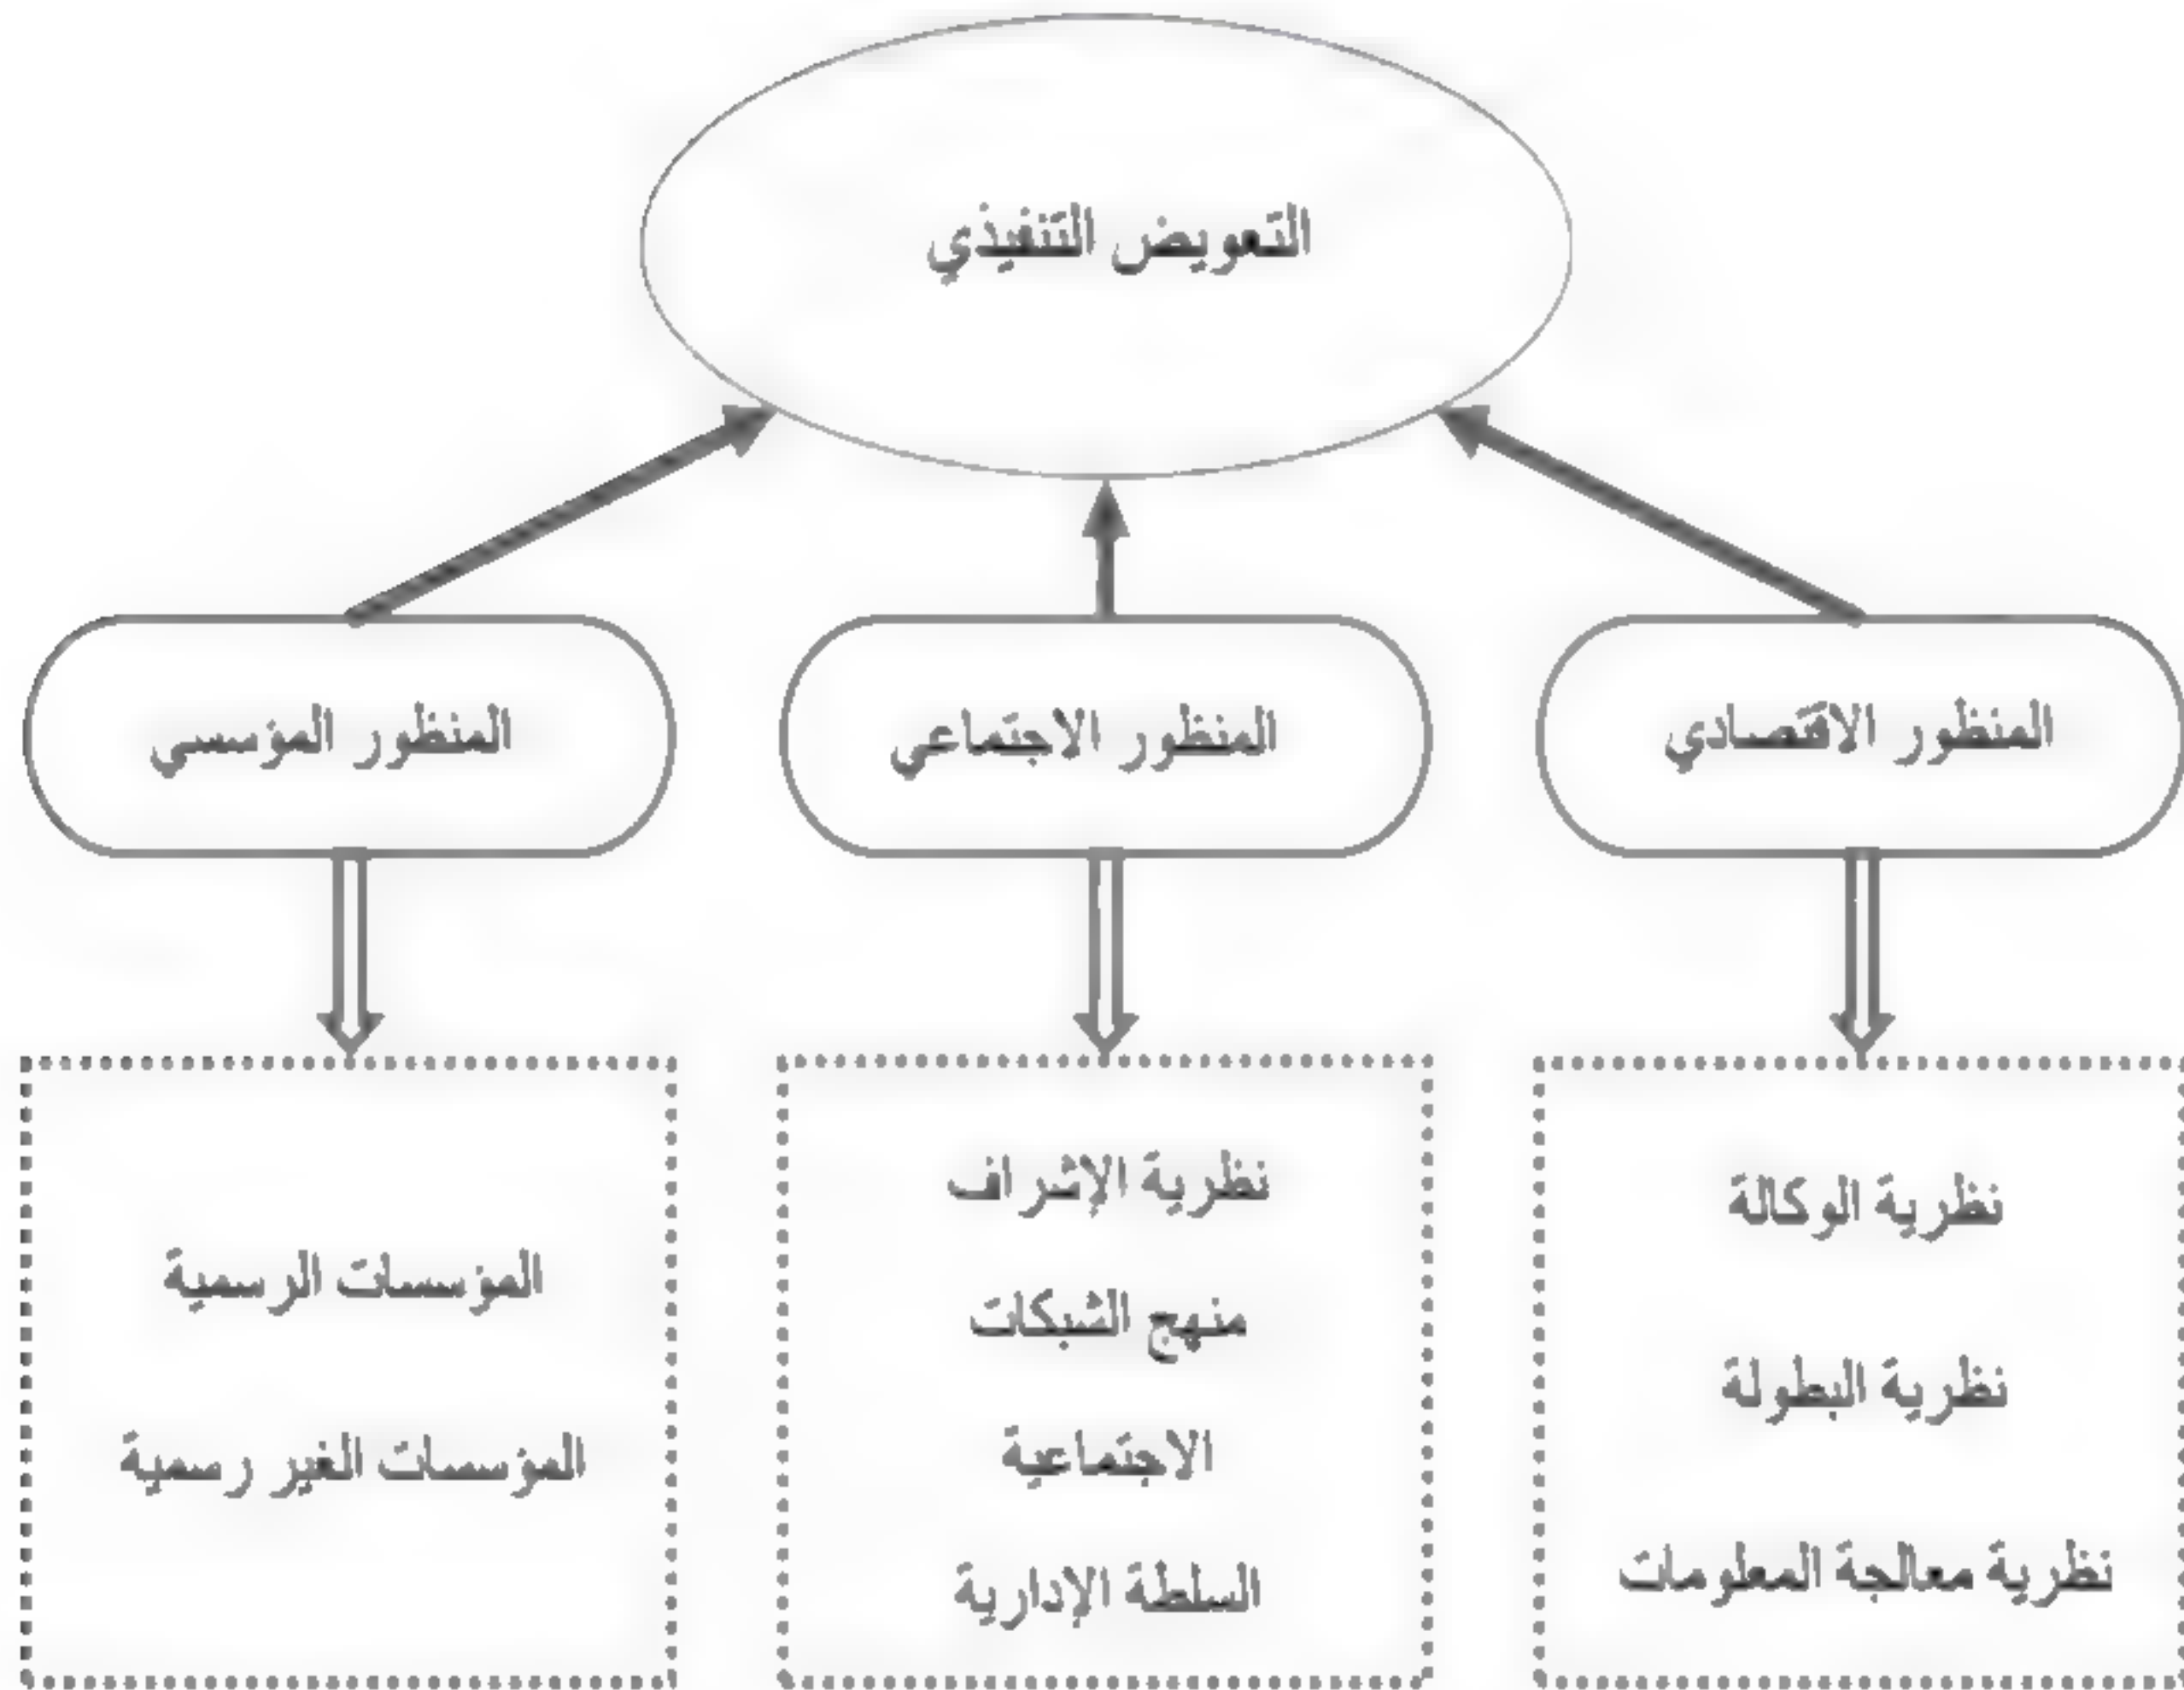 التعويض التنفيذي
المنظور الاقتصادي
المنظور الاجتماعي
المنظور المؤسسي
نظرية الوكالة
نظرية البطولة
نظرية معالجة المعلومات
نظرية الإشراف
منهج الشبكات
الاجتماعية
السلطة الإدارية
المؤسسات الرسمية
المؤسسات الغير رسمية